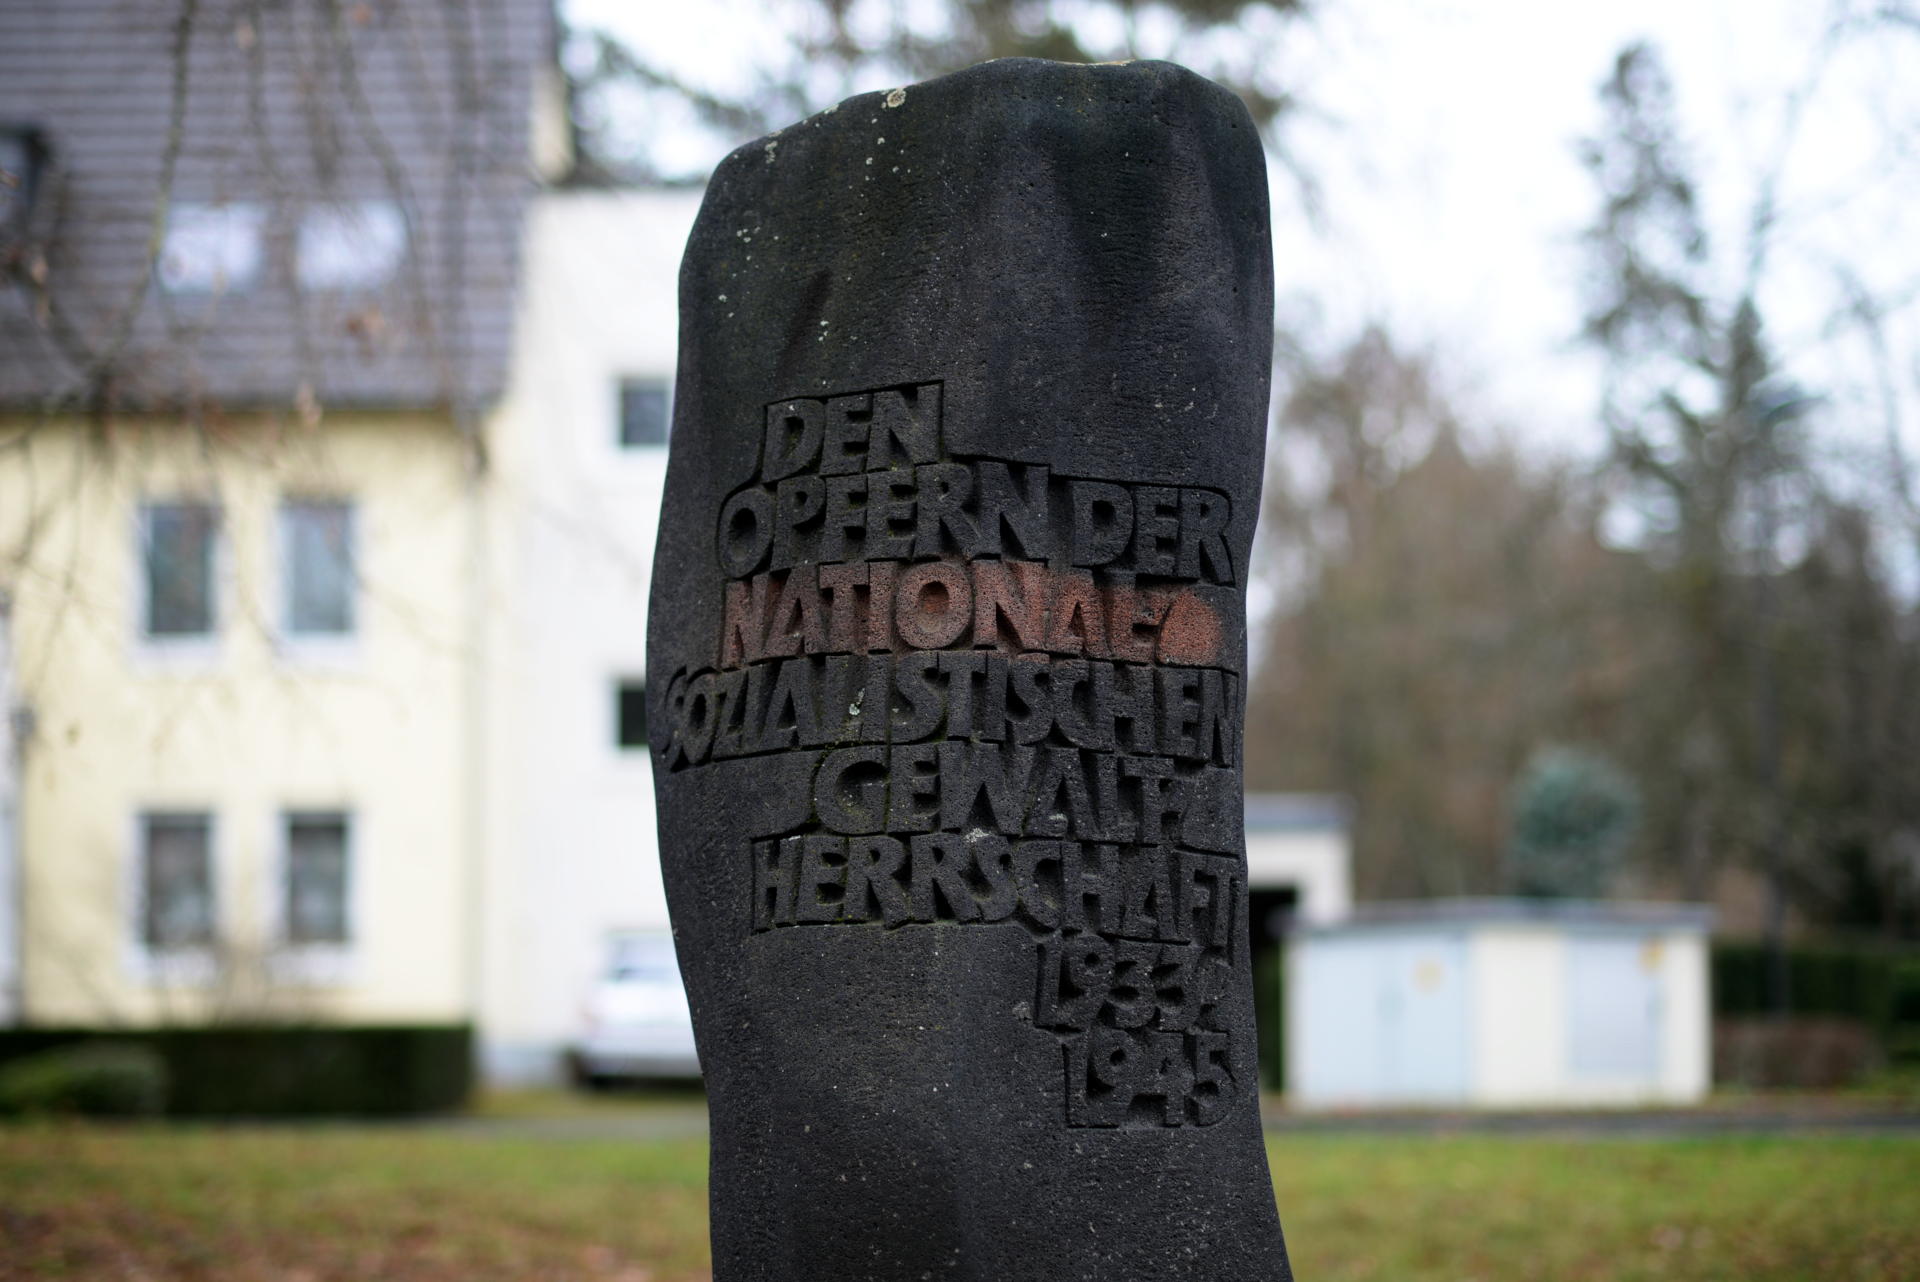 DEN
OPFERN DER
NATIONAL
SOZIALISTISCHEN
GEWALT
HERRSCHAFT
1933
1945